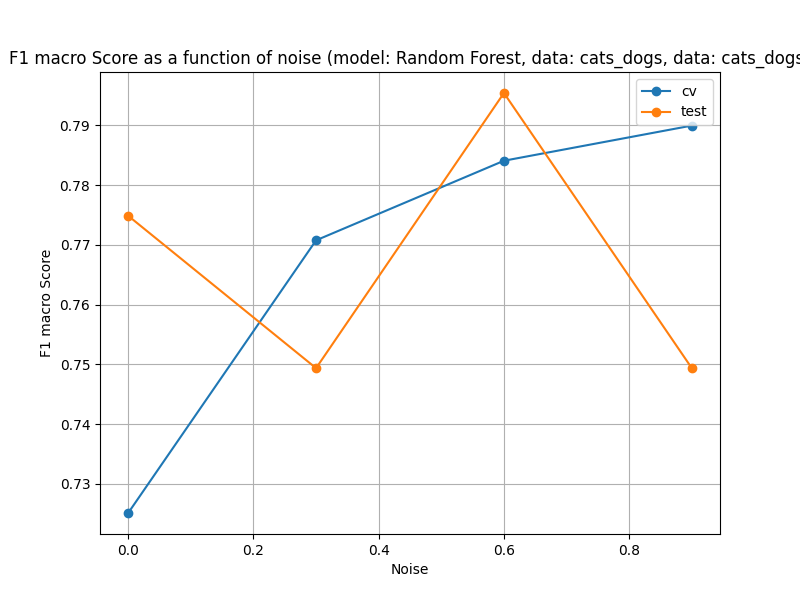 F1 macro Score as a function of noise (model: Random Forest, data: cats_dogs, data: cats_dogs
cv
test
0.79
0.78
0.77
0.76
0.75
0.74
0.73
F1 macro Score
0.0 0.2 0.4 0.6 0.8
Noise